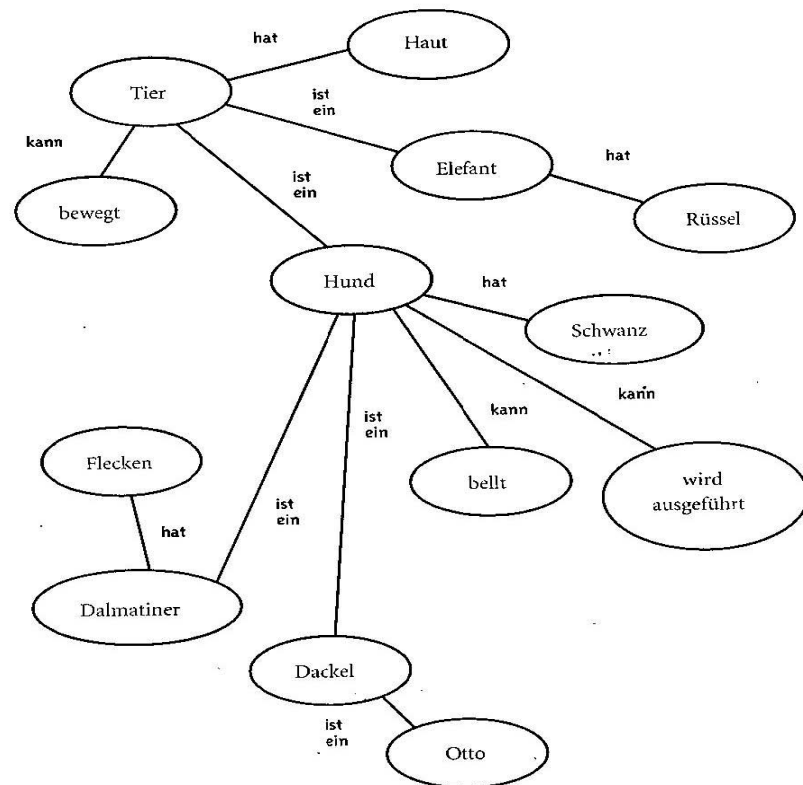 hat
Haut
Tier
ist
ein
kann
Elefant
hat
bewegt
ist
ein
Rüssel
Hund
hat
Schwanz
kann
ist
ein
kann
Flecken
bellt
wird
ausgeführt
ist
ein
hat
Dalmatiner
Dackel
ist
ein
Otto